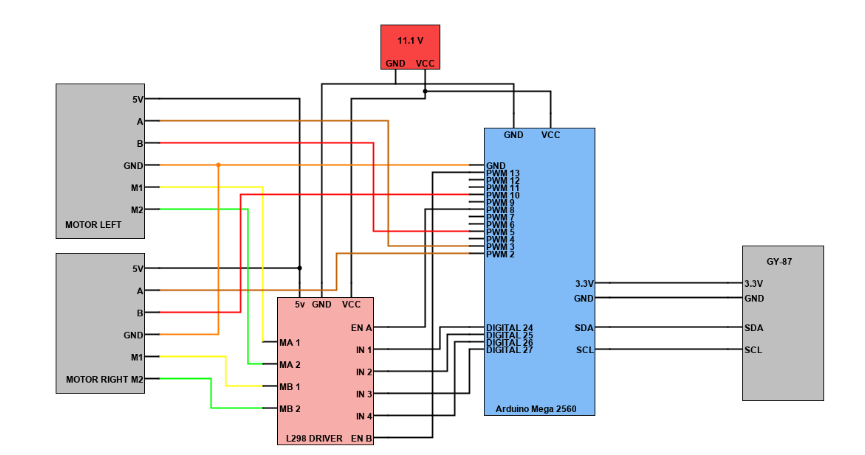 11.1 V
GND VCC
5V
A
B
GND
M1
M2
MOTOR LEFT
5V
A
B
GND
M1
MOTOR RIGHT M2
5v GND VCC
EN A
MA 1
IN 1
MA 2
IN 2
MB 1
IN 3
MB 2
IN 4
L298 DRIVER EN B
GND VCC
GND
PWM 13
PWM 12
PWM 11
PWM 10
PWM 9
PWM 8
PWM 7
PWM 6
PWM 5
PWM 4
PWM 3
PWM 2
3.3V
GND
DIGITAL 24
SDA
DIGITAL 25
DIGITAL 26
DIGITAL 27
SCL
Arduino Mega 2560
GY-87
3.3V
GND
SDA
SCL